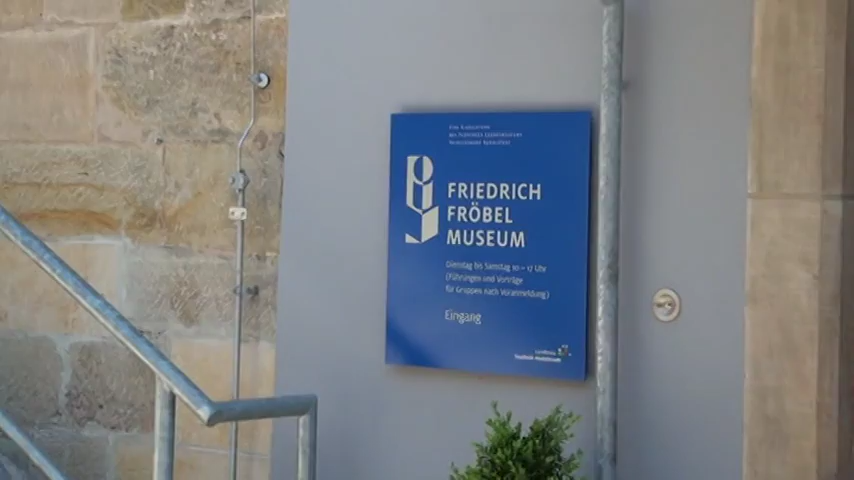 FRIEDRICH
FRÖBEL
MUSEUM
Dienstag bis Samstag 10 – 17 Uhr
(Führungen und Vorträge
für Gruppen nach Voranmeldung)
Eingang